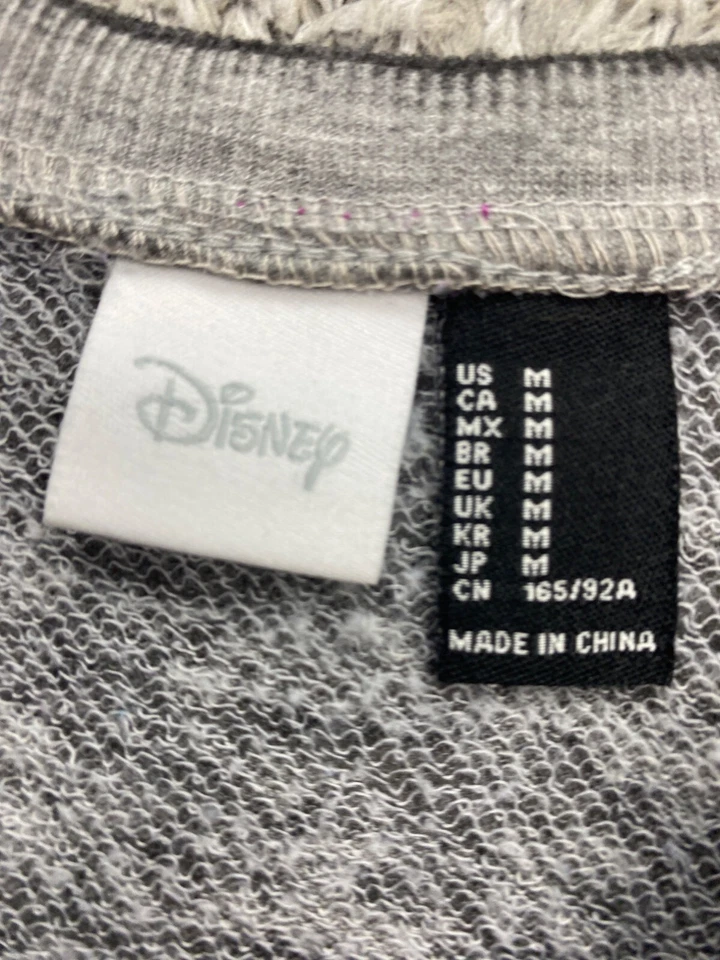 Disney
US M
CA M
MX M
BR M
EU M
UK M
KR M
JP M
CN 165/92A
MADE IN CHINA